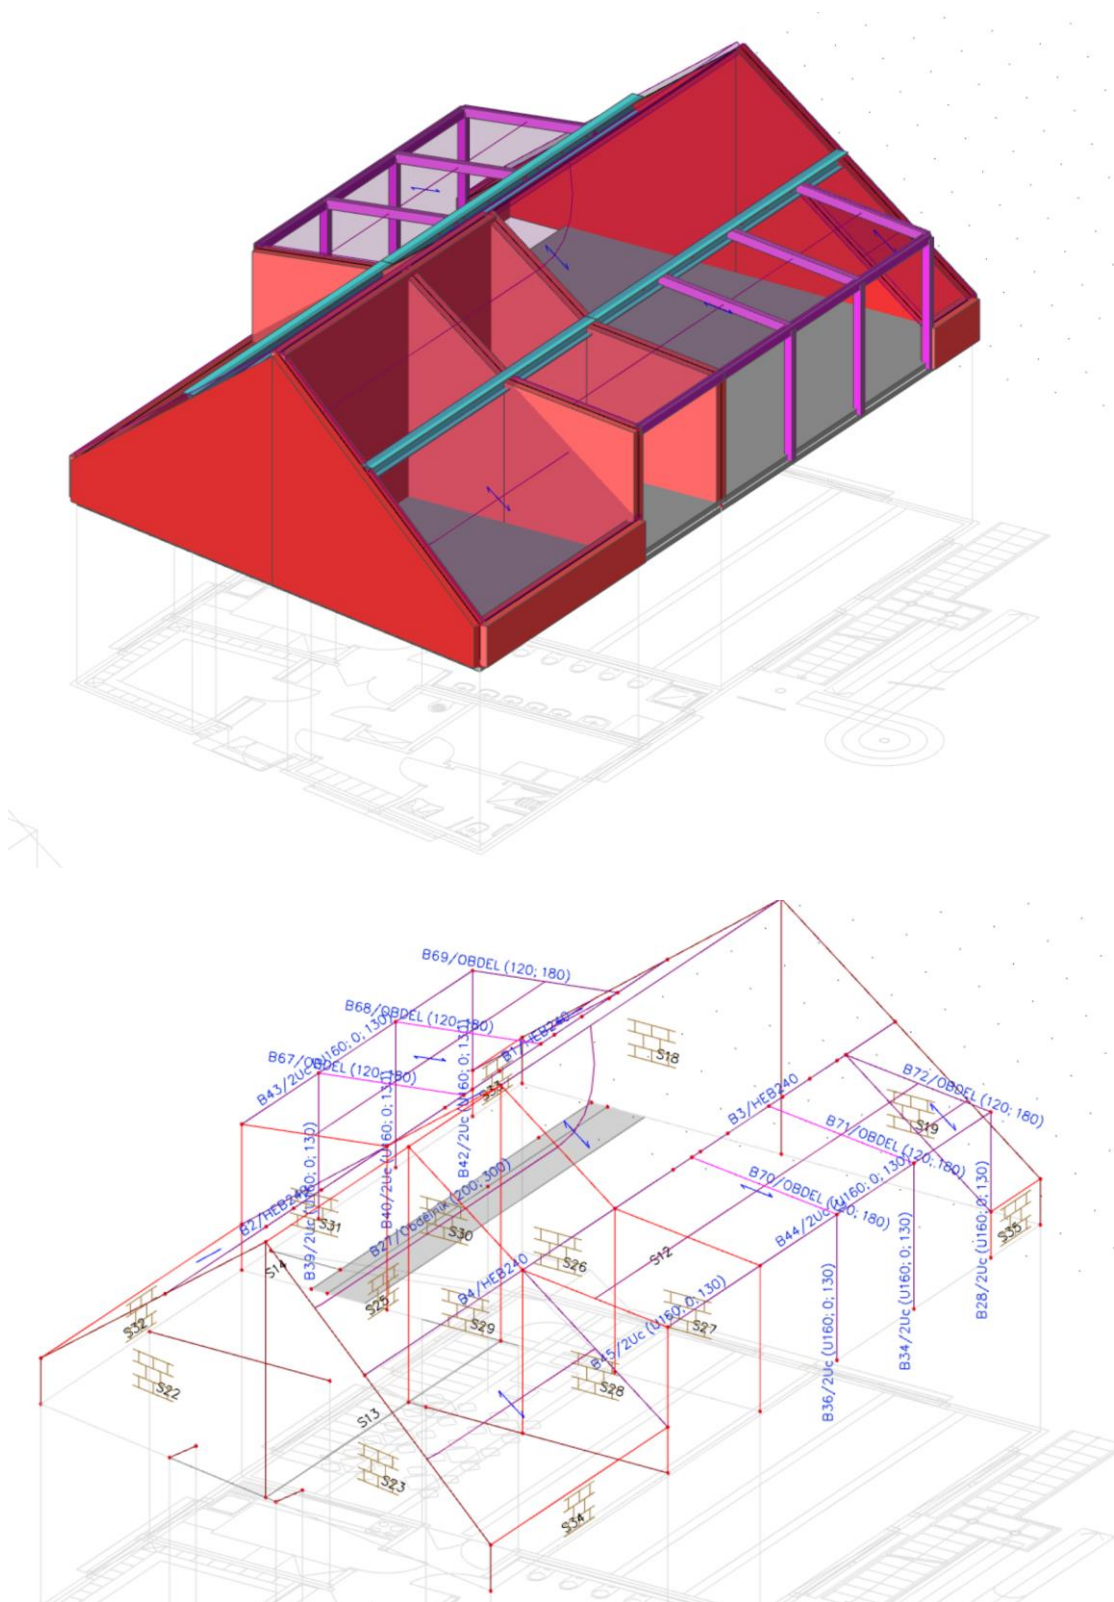 B69/OBDEL (120; 180)
B68/OBDEL (120; 180)
B67/OBDEL (120; 180)
B43/2Uc (U160; 0; 130)
B1/HEB240
S18
B3/HEB240
B72/OBDEL (120; 180)
S19
B71/OBDEL (120; 180)
B70/OBDEL (120; 180)
B44/2Uc (U160; 0; 130)
B42/2Uc (U160; 0; 130)
B40/2Uc (U160; 0; 130)
B39/2Uc (U160; 0; 130)
B2/HEB240
S31
B27/Obdelnik (200; 300)
S30
S26
S12
S35
B28/2Uc (U160; 0; 130)
B34/2Uc (U160; 0; 130)
B36/2Uc (U160; 0; 130)
S14
S25
B4/HEB240
S29
S27
B45/2Uc (U160; 0; 130)
S32
S22
S28
S13
S23
S34